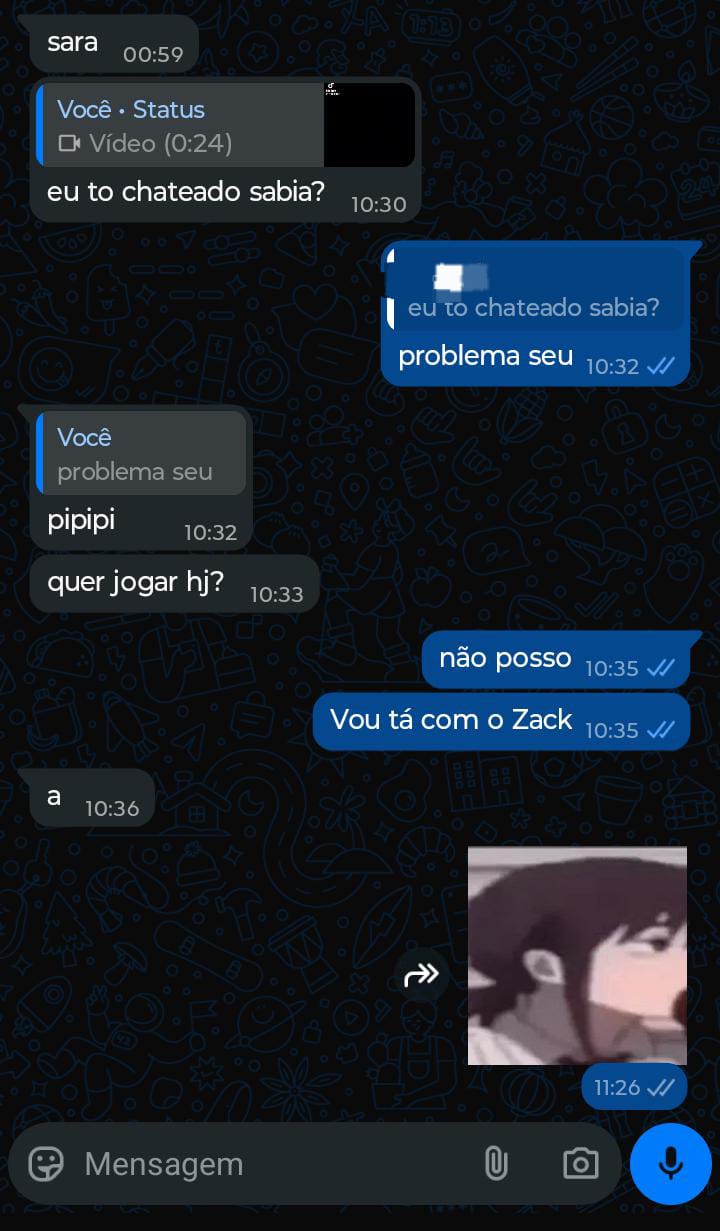 sara 00:59
Você • Status
Vídeo (0:24)
eu to chateado sabia? 10:30
eu to chateado sabia?
problema seu 10:32
Você
problema seu
pipipi 10:32
quer jogar hj? 10:33
não posso 10:35
Vou tá com o Zack 10:35
a 10:36
11:26
Mensagem